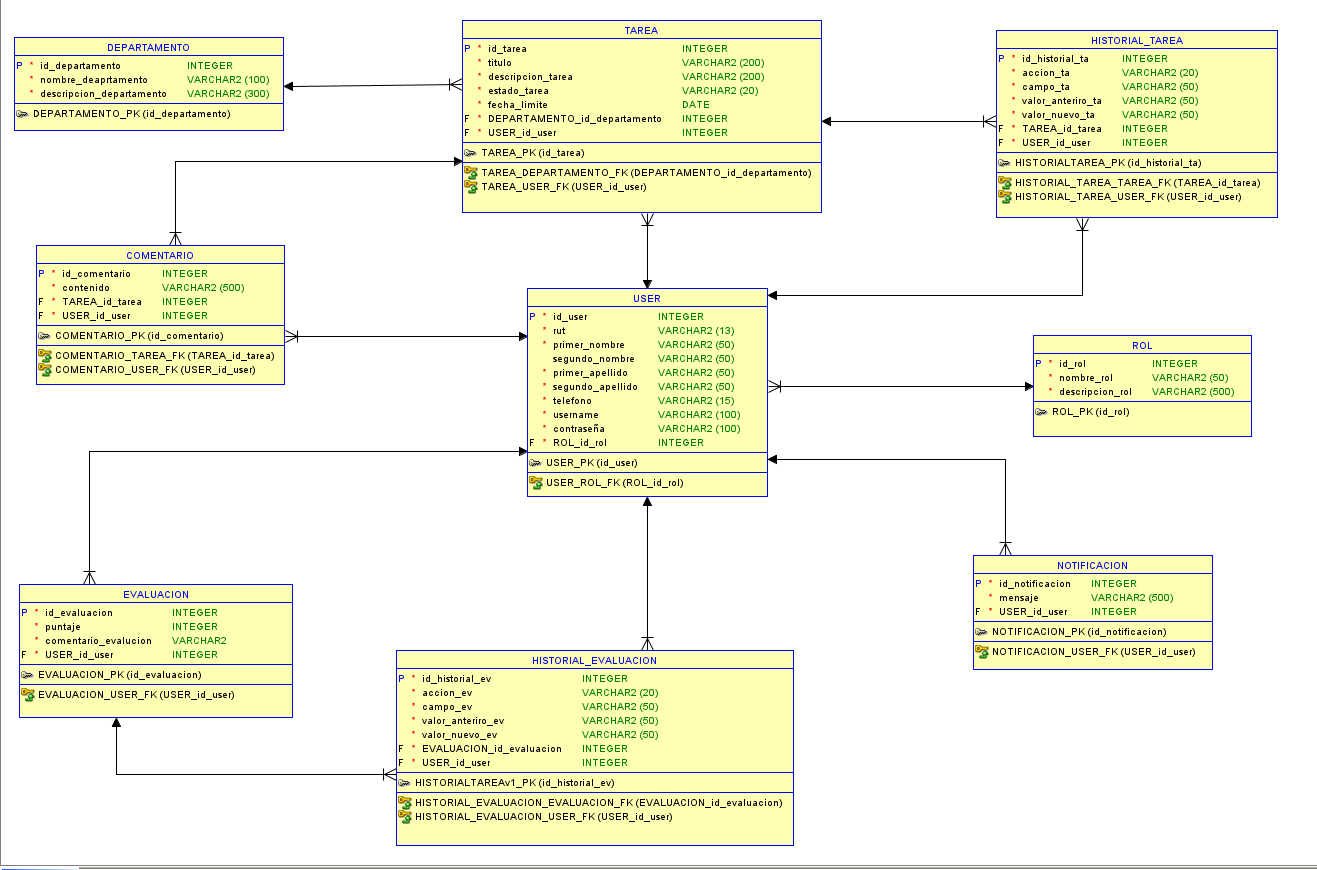 DEPARTAMENTO
P * id_departamento INTEGER
* nombre_deaprtamento VARCHAR2 (100)
* descripcion_departamento VARCHAR2 (300)
DEPARTAMENTO_PK (id_departamento)
TAREA
P * id_tarea INTEGER
* titulo VARCHAR2 (200)
* descripcion_tarea VARCHAR2 (200)
* estado_tarea VARCHAR2 (20)
* fecha_limite DATE
F * DEPARTAMENTO_id_departamento INTEGER
F * USER_id_user INTEGER
TAREA_PK (id_tarea)
TAREA_DEPARTAMENTO_FK (DEPARTAMENTO_id_departamento)
TAREA_USER_FK (USER_id_user)
HISTORIAL_TAREA
P * id_historial_ta INTEGER
* accion_ta VARCHAR2 (20)
* campo_ta VARCHAR2 (50)
* valor_anteriro_ta VARCHAR2 (50)
* valor_nuevo_ta VARCHAR2 (50)
F * TAREA_id_tarea INTEGER
F * USER_id_user INTEGER
HISTORIALTAREA_PK (id_historial_ta)
HISTORIAL_TAREA_TAREA_FK (TAREA_id_tarea)
HISTORIAL_TAREA_USER_FK (USER_id_user)
COMENTARIO
P * id_comentario INTEGER
* contenido VARCHAR2 (500)
F * TAREA_id_tarea INTEGER
F * USER_id_user INTEGER
COMENTARIO_PK (id_comentario)
COMENTARIO_TAREA_FK (TAREA_id_tarea)
COMENTARIO_USER_FK (USER_id_user)
USER
P * id_user INTEGER
* rut VARCHAR2 (13)
* primer_nombre VARCHAR2 (50)
segundo_nombre VARCHAR2 (50)
* primer_apellido VARCHAR2 (50)
* segundo_apellido VARCHAR2 (50)
* telefono VARCHAR2 (15)
* username VARCHAR2 (100)
* contraseña VARCHAR2 (100)
F * ROL_id_rol INTEGER
USER_PK (id_user)
USER_ROL_FK (ROL_id_rol)
ROL
P * id_rol INTEGER
* nombre_rol VARCHAR2 (50)
* descripcion_rol VARCHAR2 (500)
ROL_PK (id_rol)
EVALUACION
P * id_evaluacion INTEGER
* puntaje INTEGER
* comentario_evalucion VARCHAR2
F * USER_id_user INTEGER
EVALUACION_PK (id_evaluacion)
EVALUACION_USER_FK (USER_id_user)
NOTIFICACION
P * id_notificacion INTEGER
* mensaje VARCHAR2 (500)
F * USER_id_user INTEGER
NOTIFICACION_PK (id_notificacion)
NOTIFICACION_USER_FK (USER_id_user)
HISTORIAL_EVALUACION
P * id_historial_ev INTEGER
* accion_ev VARCHAR2 (20)
* campo_ev VARCHAR2 (50)
* valor_anteriro_ev VARCHAR2 (50)
* valor_nuevo_ev VARCHAR2 (50)
F * EVALUACION_id_evaluacion INTEGER
F * USER_id_user INTEGER
HISTORIALTAREAv1_PK (id_historial_ev)
HISTORIAL_EVALUACION_EVALUACION_FK (EVALUACION_id_evaluacion)
HISTORIAL_EVALUACION_USER_FK (USER_id_user)